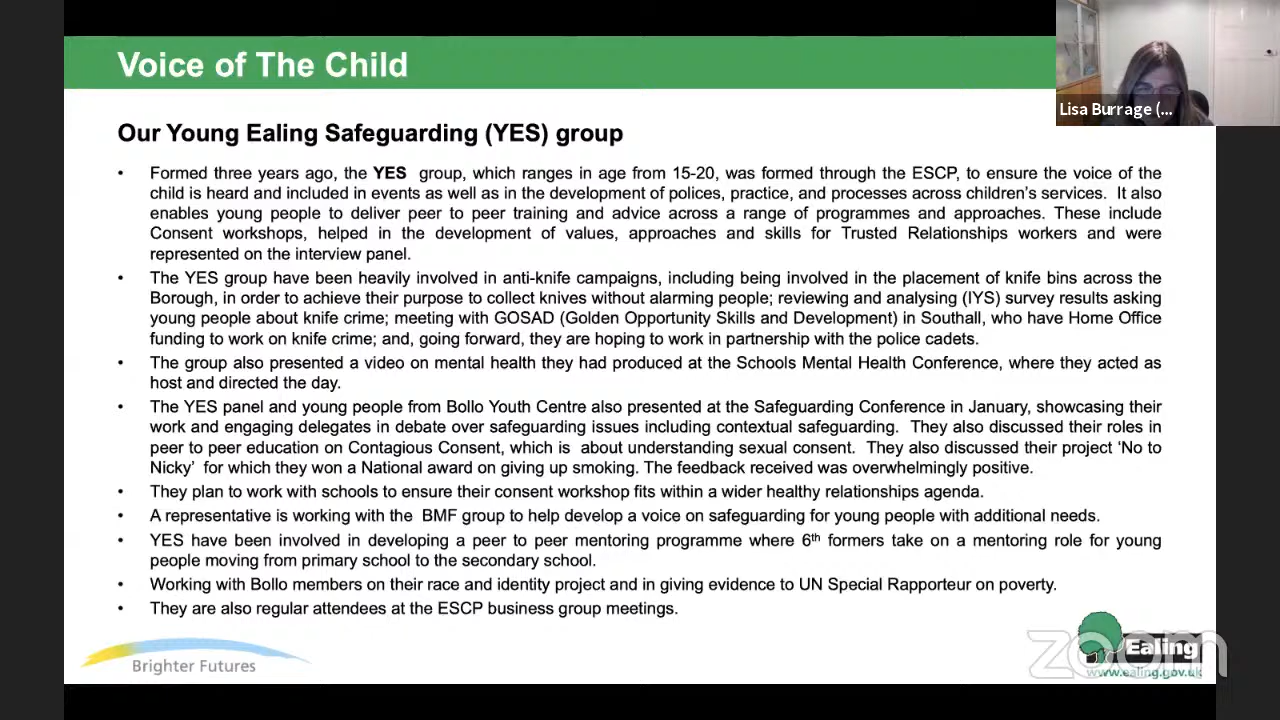 Voice of The Child
Lisa Burrage (...
Our Young Ealing Safeguarding (YES) group
• Formed three years ago, the YES group, which ranges in age from 15-20, was formed through the ESCP, to ensure the voice of the
child is heard and included in events as well as in the development of polices, practice, and processes across children's services. It also
enables young people to deliver peer to peer training and advice across a range of programmes and approaches. These include
Consent workshops, helped in the development of values, approaches and skills for Trusted Relationships workers and were
represented on the interview panel.
• The YES group have been heavily involved in anti-knife campaigns, including being involved in the placement of knife bins across the
Borough, in order to achieve their purpose to collect knives without alarming people; reviewing and analysing (IYS) survey results asking
young people about knife crime; meeting with GOSAD (Golden Opportunity Skills and Development) in Southall, who have Home Office
funding to work on knife crime; and, going forward, they are hoping to work in partnership with the police cadets.
• The group also presented a video on mental health they had produced at the Schools Mental Health Conference, where they acted as
host and directed the day.
• The YES panel and young people from Bollo Youth Centre also presented at the Safeguarding Conference in January, showcasing their
work and engaging delegates in debate over safeguarding issues including contextual safeguarding. They also discussed their roles in
peer to peer education on Contagious Consent, which is about understanding sexual consent. They also discussed their project 'No to
Nicky' for which they won a National award on giving up smoking. The feedback received was overwhelmingly positive.
• They plan to work with schools to ensure their consent workshop fits within a wider healthy relationships agenda.
• A representative is working with the BMF group to help develop a voice on safeguarding for young people with additional needs.
• YES have been involved in developing a peer to peer mentoring programme where 6th formers take on a mentoring role for young
people moving from primary school to the secondary school.
• Working with Bollo members on their race and identity project and in giving evidence to UN Special Rapporteur on poverty.
• They are also regular attendees at the ESCP business group meetings.
Brighter Futures
zoom
Ealing
www.ealing.gov.uk